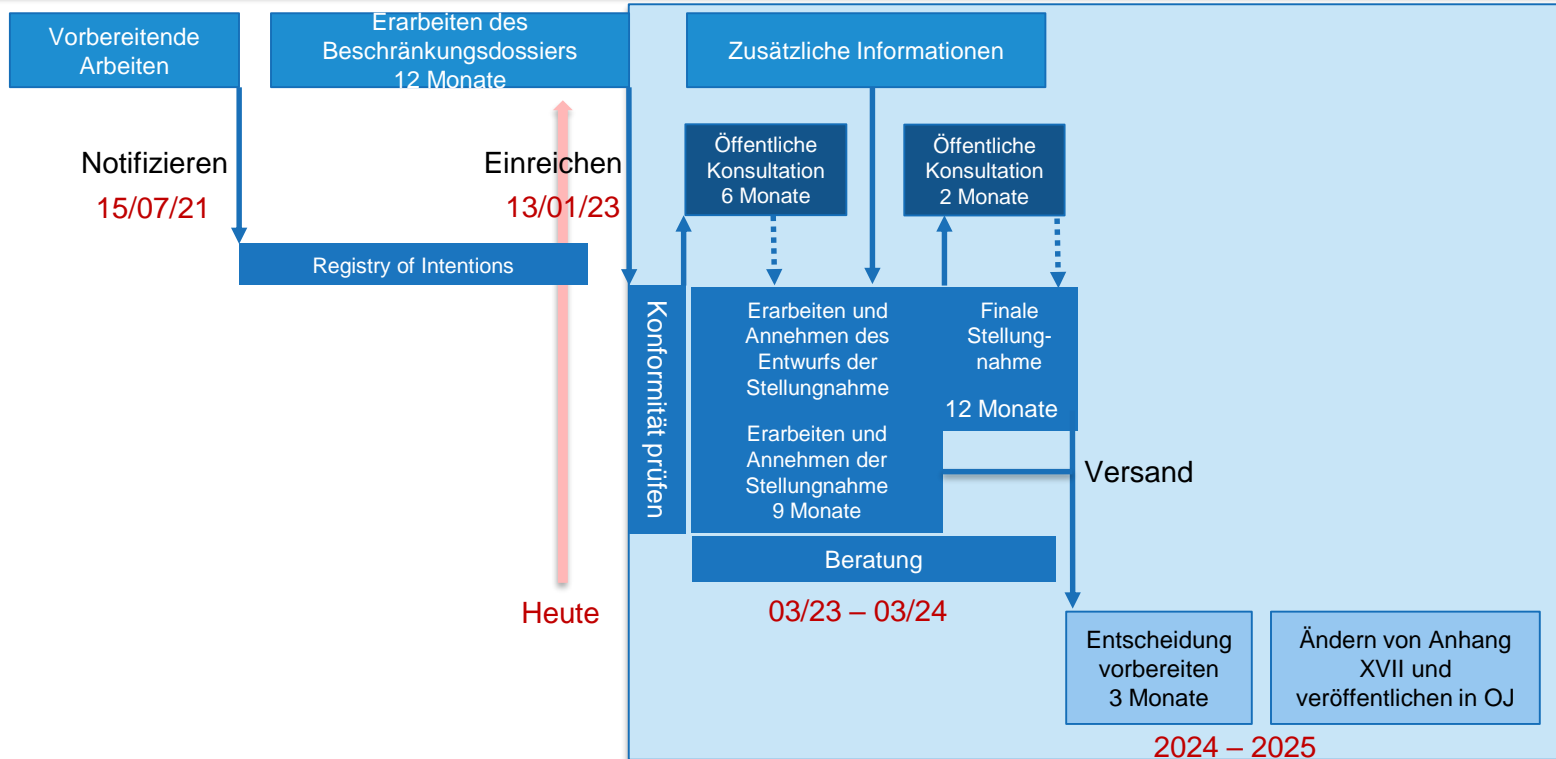 Vorbereitende
Arbeiten
Erarbeiten des
Beschränkungsdossiers
12 Monate
Zusätzliche Informationen
Notifizieren
15/07/21
Einreichen
13/01/23
Öffentliche
Konsultation
6 Monate
Öffentliche
Konsultation
2 Monate
Registry of Intentions
Konformität prüfen
Erarbeiten und
Annehmen des
Entwurfs der
Stellungnahme
Erarbeiten und
Annehmen der
Stellungnahme
9 Monate
Finale
Stellung-
nahme
12 Monate
Versand
Beratung
Heute
03/23 – 03/24
Entscheidung
vorbereiten
3 Monate
Ändern von Anhang
XVII und
veröffentlichen in OJ
2024 – 2025